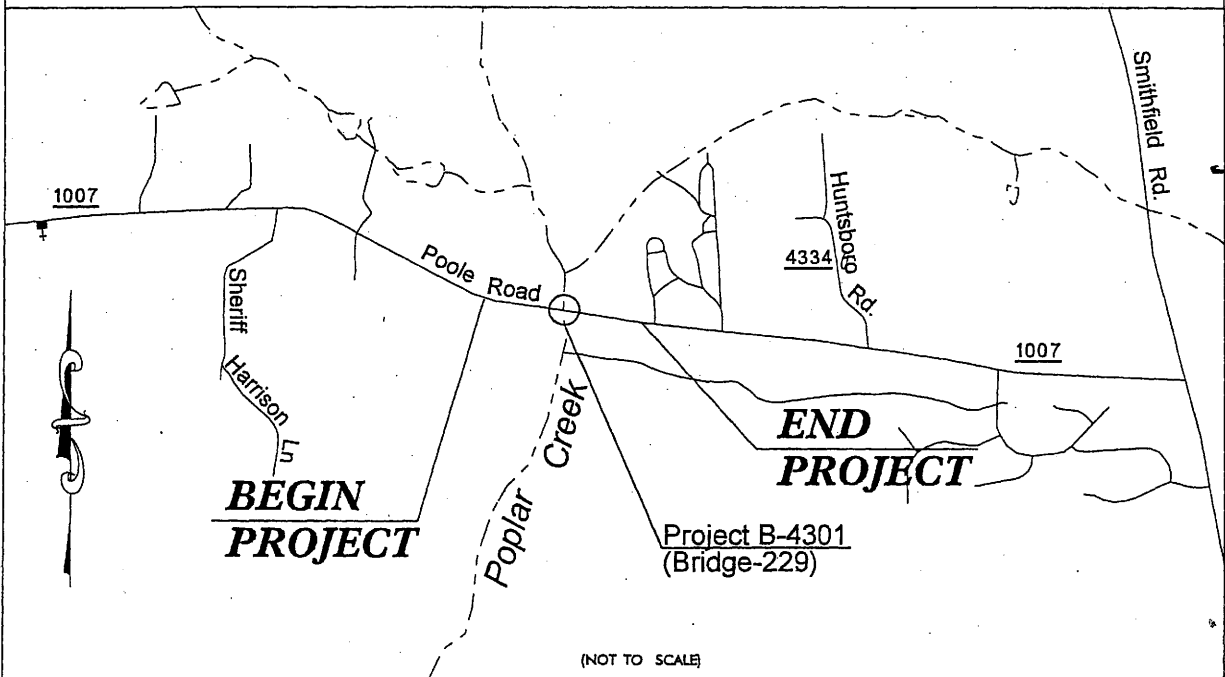 Smithfield Rd.
1007
Huntsboro Rd.
4334
Poole Road
Sheriff Harrison Ln
1007
Poplar Creek
END
PROJECT
BEGIN
PROJECT
Project B-4301
(Bridge-229)
(NOT TO SCALE)